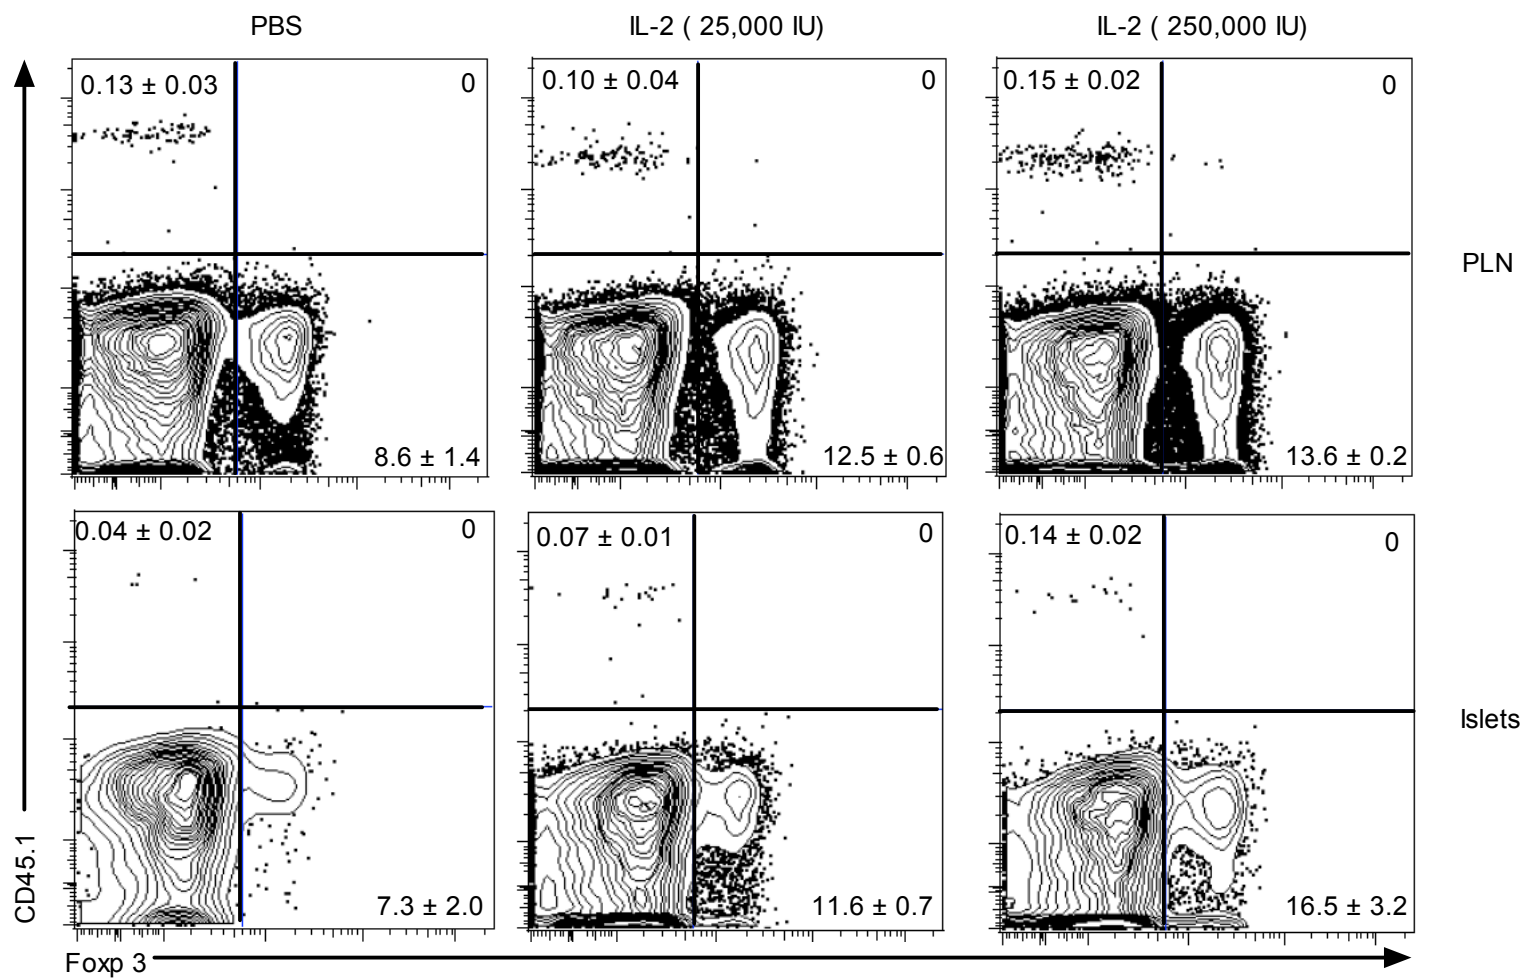 PBS
IL-2 ( 25,000 IU)
IL-2 ( 250,000 IU)
0.13 ± 0.03
0
0.10 ± 0.04
0
0.15 ± 0.02
0
PLN
8.6 ± 1.4
12.5 ± 0.6
13.6 ± 0.2
0.04 ± 0.02
0
0.07 ± 0.01
0
0.14 ± 0.02
0
Islets
7.3 ± 2.0
11.6 ± 0.7
16.5 ± 3.2
CD45.1
Foxp 3